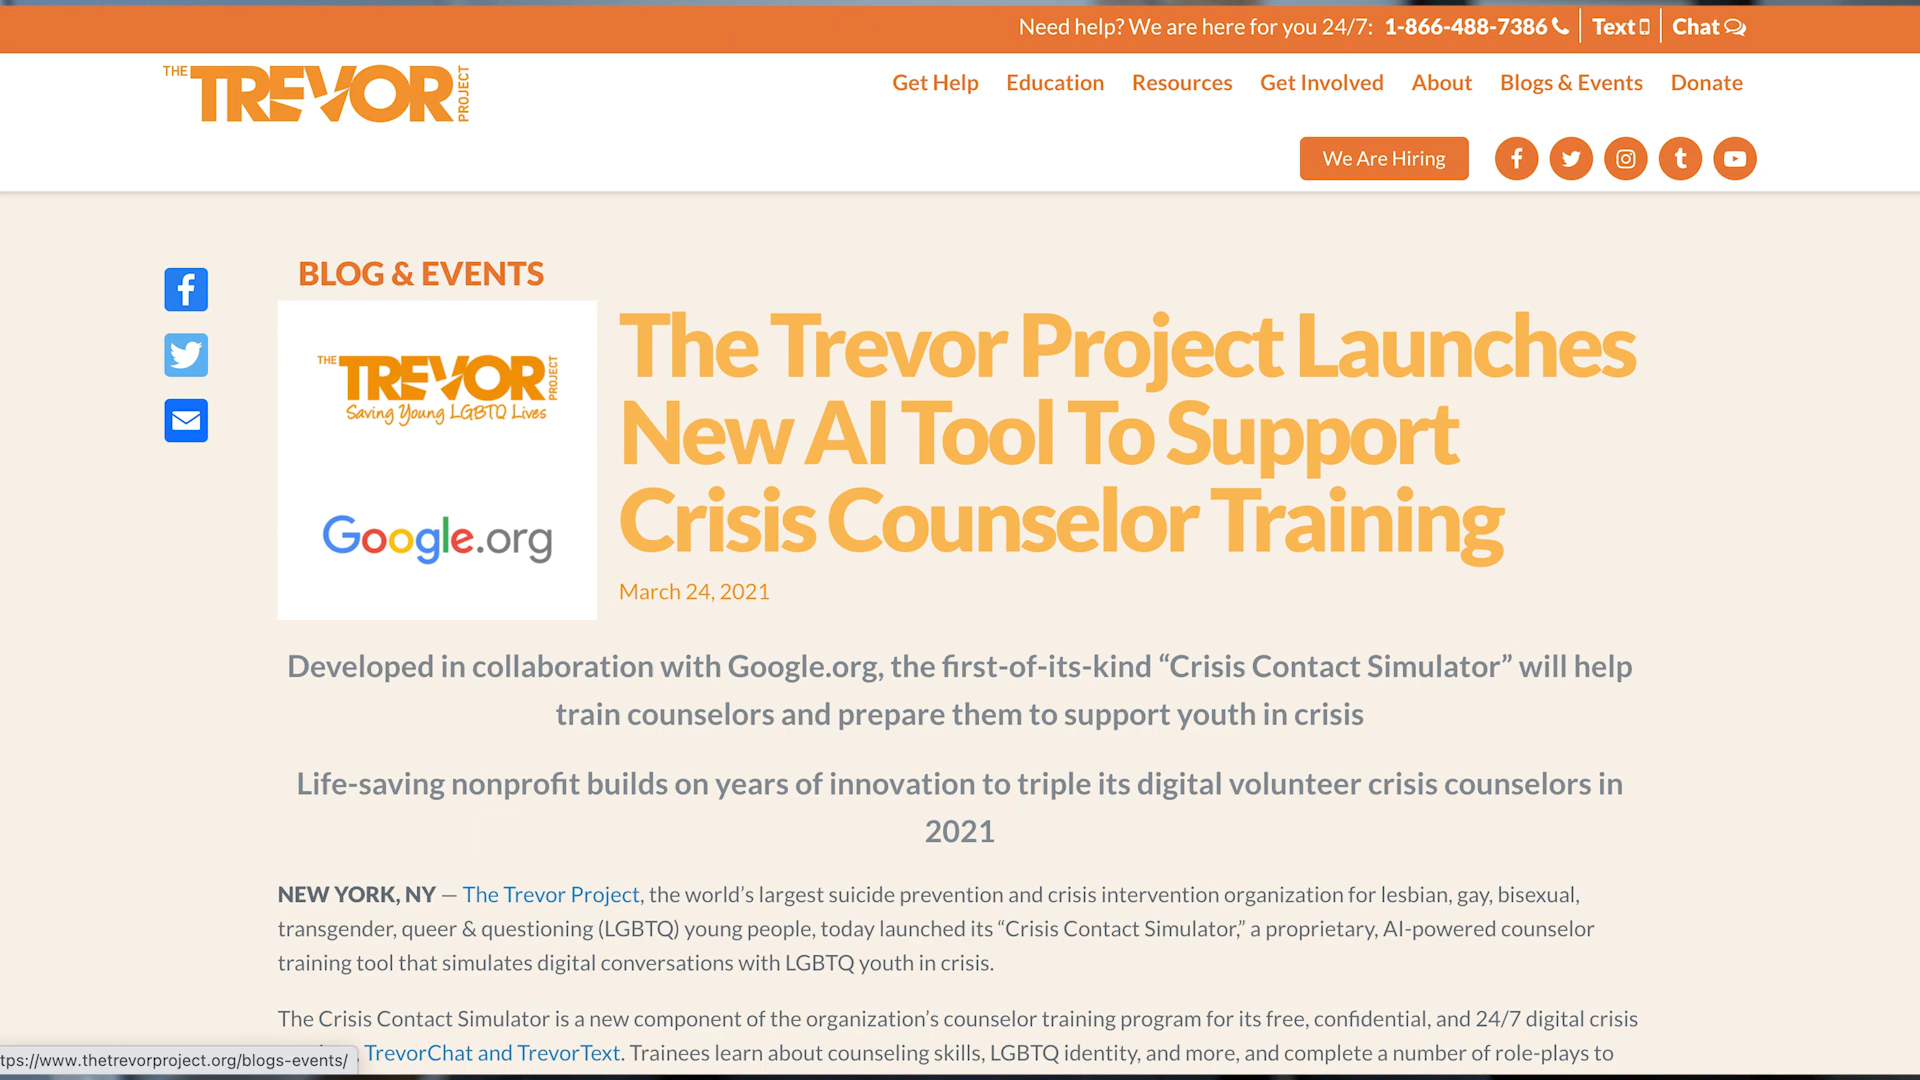 Need help? We are here for you 24/7: 1-866-488-7386 Text Chat
THE TREVOR PROJECT
Get Help Education Resources Get Involved About Blogs & Events Donate
We Are Hiring
BLOG & EVENTS
THE TREVOR PROJECT
Saving Young LGBTQ Lives
Google.org
The Trevor Project Launches
New AI Tool To Support
Crisis Counselor Training
March 24, 2021
Developed in collaboration with Google.org, the first-of-its-kind “Crisis Contact Simulator” will help
train counselors and prepare them to support youth in crisis
Life-saving nonprofit builds on years of innovation to triple its digital volunteer crisis counselors in
2021
NEW YORK, NY — The Trevor Project, the world’s largest suicide prevention and crisis intervention organization for lesbian, gay, bisexual,
transgender, queer & questioning (LGBTQ) young people, today launched its “Crisis Contact Simulator,” a proprietary, AI-powered counselor
training tool that simulates digital conversations with LGBTQ youth in crisis.
The Crisis Contact Simulator is a new component of the organization’s counselor training program for its free, confidential, and 24/7 digital crisis
TrevorChat and TrevorText. Trainees learn about counseling skills, LGBTQ identity, and more, and complete a number of role-plays to
tps://www.thetrevorproject.org/blogs-events/